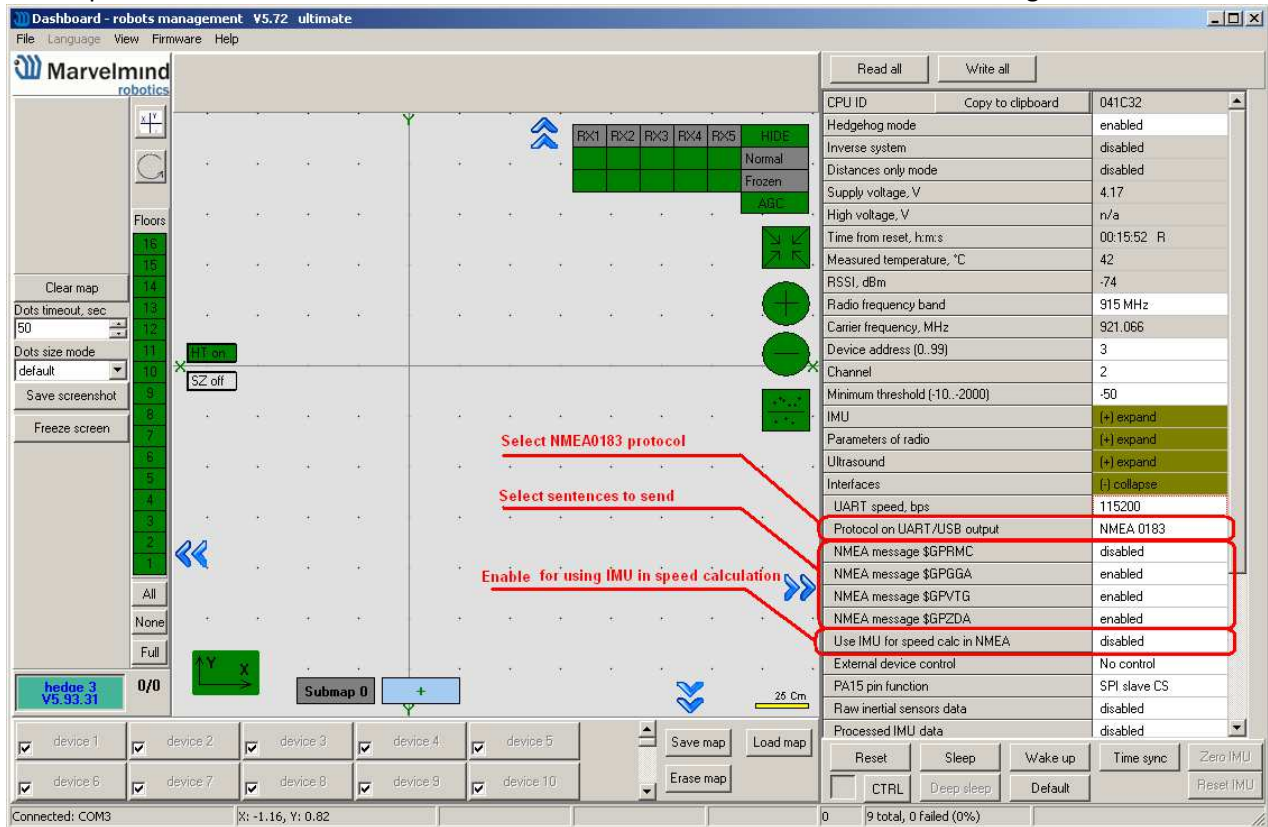 Dashboard - robots management V5.72 ultimate
File Language View Firmware Help
Marvelmind
robotics
Read all Write all
CPU ID Copy to clipboard 041C32
Hedgehog mode enabled
Inverse system disabled
Distances only mode disabled
Supply voltage, V 4.17
High voltage, V n/a
Time from reset, h:m:s 00:15:52 R
Measured temperature, °C 42
RSSI, dBm -74
Radio frequency band 915 MHz
Carrier frequency, MHz 921.066
Device address (0..99) 3
Channel 2
Minimum threshold (-10..-2000) -50
IMU (+) expand
Parameters of radio (+) expand
Ultrasound (+) expand
Interfaces (-) collapse
UART speed, bps 115200
Protocol on UART/USB output NMEA 0183
NMEA message $GPRMC disabled
NMEA message $GPGGA enabled
NMEA message $GPVTG enabled
NMEA message $GPZDA enabled
Use IMU for speed calc in NMEA disabled
External device control No control
PA15 pin function SPI slave CS
Raw inertial sensors data disabled
Processed IMU data disabled
Reset Sleep Wake up Time sync Zero IMU
CTRL Deep sleep Default Reset IMU
X Y
Floors
16
15
14
13
12
11
10
9
8
7
6
5
4
3
2
1
All
None
Full
0/0
Clear map
Dots timeout, sec
50
Dots size mode
default
Save screenshot
Freeze screen
hedge 3
V5.93.31
Y
RX1 RX2 RX3 RX4 RX5 HIDE
Normal
Frozen
AGC
HT on
X X
SZ off
Select NMEA0183 protocol
Select sentences to send
Enable for using IMU in speed calculation
Y X
Submap 0 +
Y
26 Cm
device 1 device 2 device 3 device 4 device 5
device 6 device 7 device 8 device 9 device 10
Save map Load map
Erase map
Connected: COM3 X: -1.16, Y: 0.82 0 9 total, 0 failed (0%)